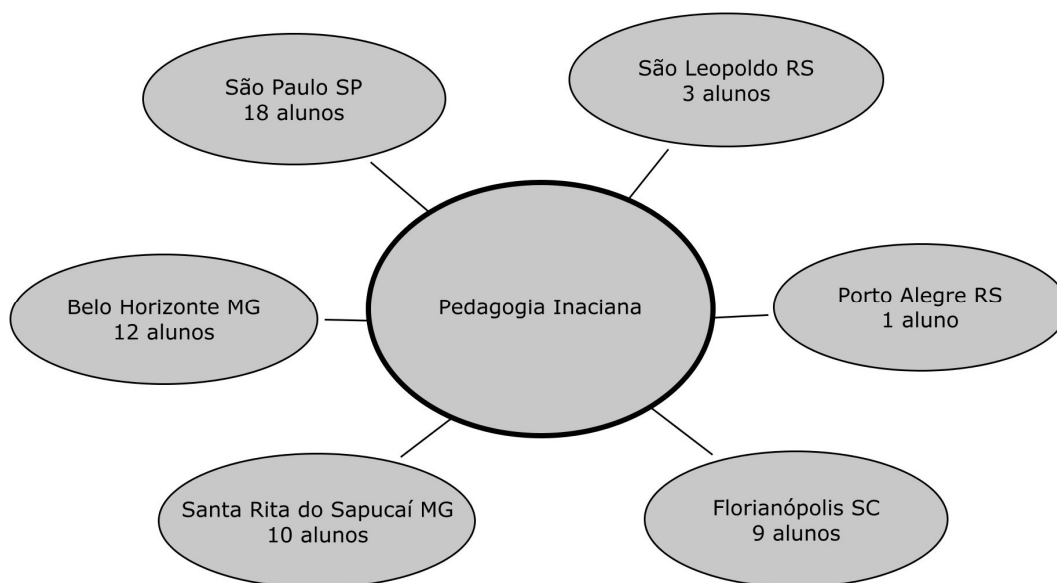 São Paulo SP
18 alunos
São Leopoldo RS
3 alunos
Belo Horizonte MG
12 alunos
Pedagogia Inaciana
Porto Alegre RS
1 aluno
Santa Rita do Sapucaí MG
10 alunos
Florianópolis SC
9 alunos